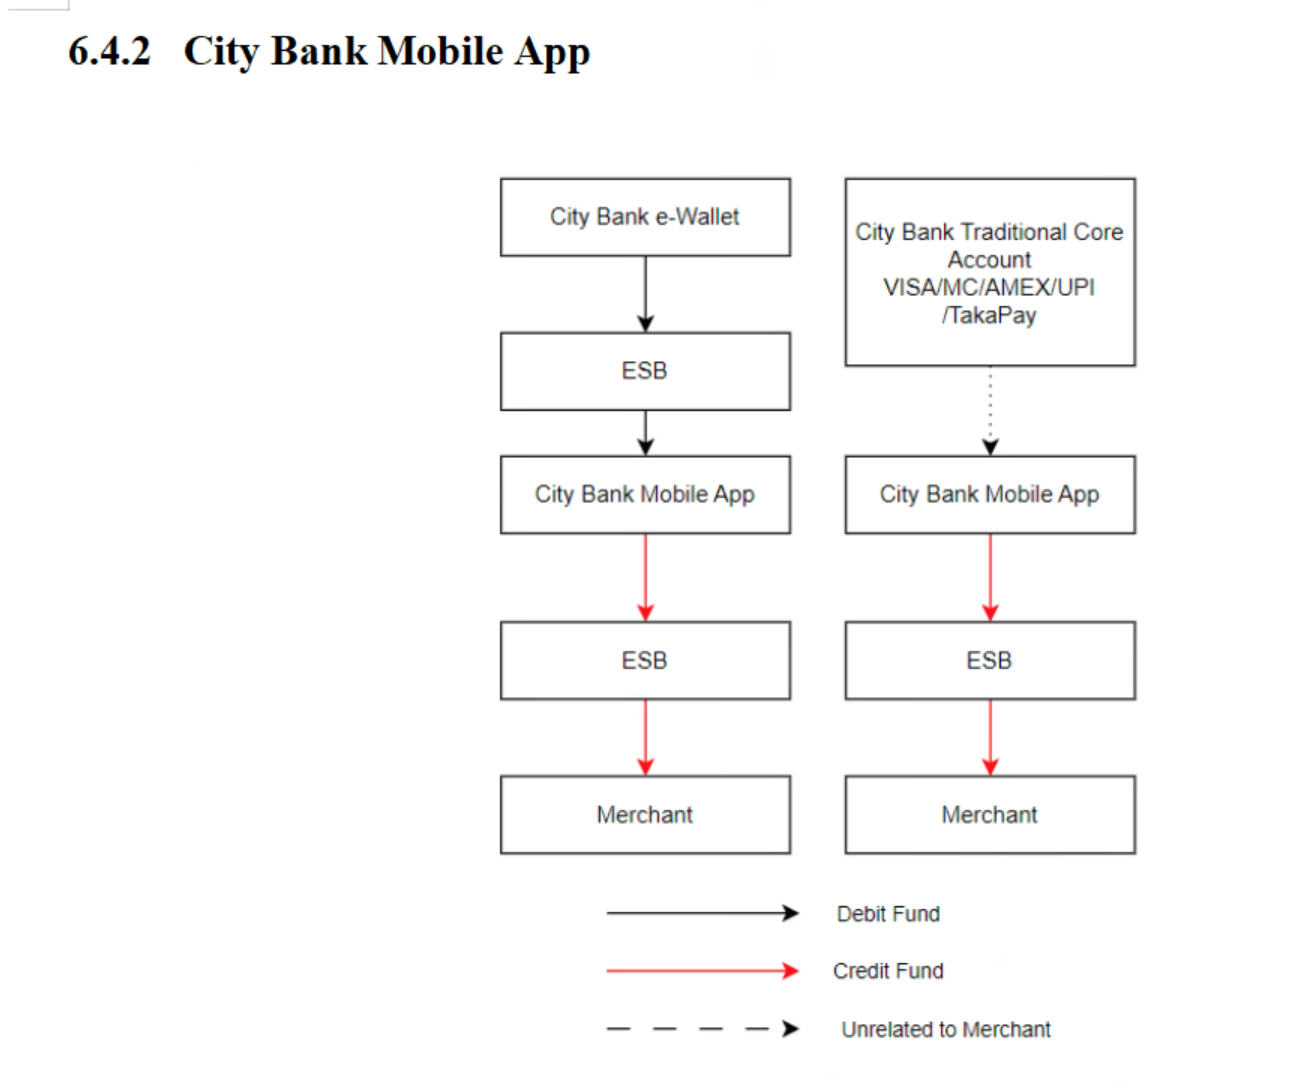 6.4.2 City Bank Mobile App
City Bank e-Wallet
ESB
City Bank Mobile App
ESB
Merchant
City Bank Traditional Core
Account
VISA/MC/AMEX/UPI
/TakaPay
City Bank Mobile App
ESB
Merchant
Debit Fund
Credit Fund
Unrelated to Merchant